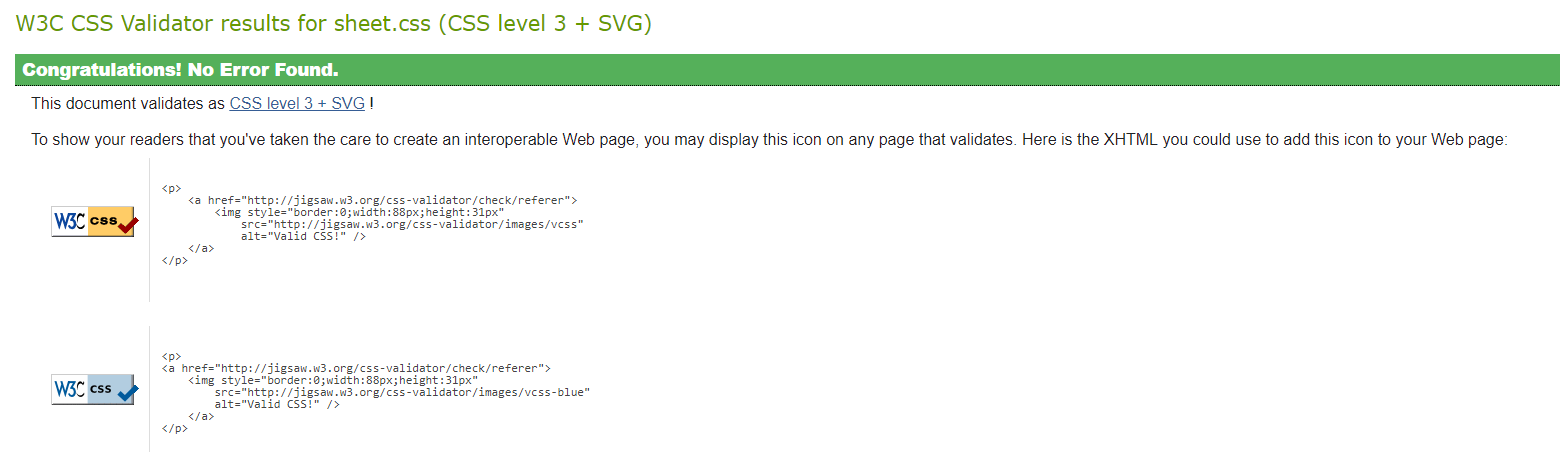 W3C CSS Validator results for sheet.css (CSS level 3 + SVG)
Congratulations! No Error Found.
This document validates as CSS level 3 + SVG !
To show your readers that you've taken the care to create an interoperable Web page, you may display this icon on any page that validates. Here is the XHTML you could use to add this icon to your Web page:
W3C css
<p>
<a href="http://jigsaw.w3.org/css-validator/check/referer">
<img style="border:0;width:88px;height:31px"
src="http://jigsaw.w3.org/css-validator/images/vcss"
alt="Valid CSS!" />
</a>
</p>
W3C css
<p>
<a href="http://jigsaw.w3.org/css-validator/check/referer">
<img style="border:0;width:88px;height:31px"
src="http://jigsaw.w3.org/css-validator/images/vcss-blue"
alt="Valid CSS!" />
</a>
</p>